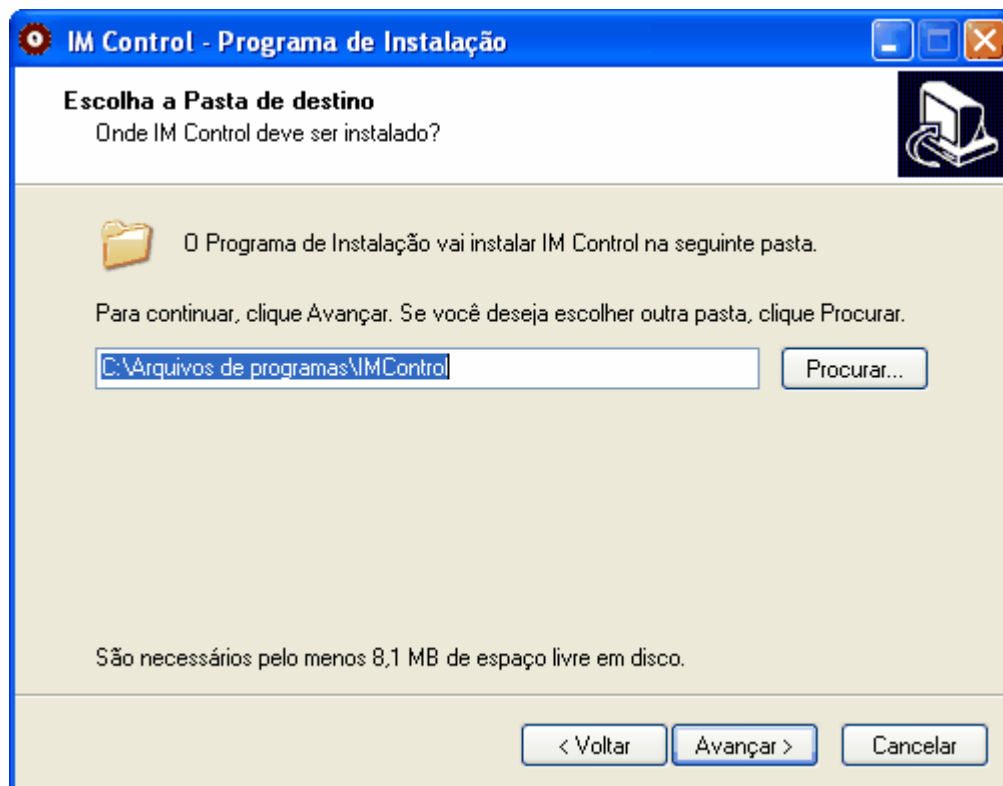 IM Control - Programa de Instalação
Escolha a Pasta de destino
Onde IM Control deve ser instalado?
O Programa de Instalação vai instalar IM Control na seguinte pasta.
Para continuar, clique Avançar. Se você deseja escolher outra pasta, clique Procurar.
C:\Arquivos de programas\IMControl
Procurar...
São necessários pelo menos 8,1 MB de espaço livre em disco.
< Voltar
Avançar >
Cancelar